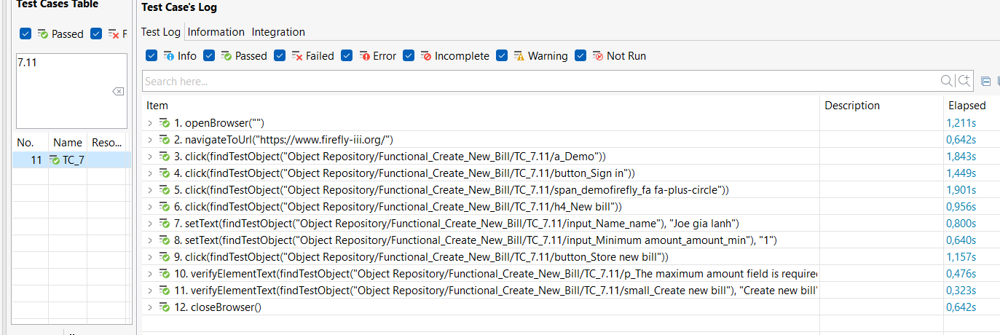 Test Cases Table
Passed F
7.11
No. Name Reso...
11 TC_7
Test Case's Log
Test Log Information Integration
Info Passed Failed Error Incomplete Warning Not Run
Search here...
Item Description Elapsed
1. openBrowser("") 1,211s
2. navigateToUrl("https://www.firefly-iii.org/") 0,642s
3. click(findTestObject("Object Repository/Functional_Create_New_Bill/TC_7.11/a_Demo")) 1,843s
4. click(findTestObject("Object Repository/Functional_Create_New_Bill/TC_7.11/button_Sign in")) 1,449s
5. click(findTestObject("Object Repository/Functional_Create_New_Bill/TC_7.11/span_demofirefly_fa fa-plus-circle")) 1,901s
6. click(findTestObject("Object Repository/Functional_Create_New_Bill/TC_7.11/h4_New bill")) 0,956s
7. setText(findTestObject("Object Repository/Functional_Create_New_Bill/TC_7.11/input_Name_name"), "Joe gia lanh") 0,800s
8. setText(findTestObject("Object Repository/Functional_Create_New_Bill/TC_7.11/input_Minimum amount_amount_min"), "1") 0,640s
9. click(findTestObject("Object Repository/Functional_Create_New_Bill/TC_7.11/button_Store new bill")) 1,157s
10. verifyElementText(findTestObject("Object Repository/Functional_Create_New_Bill/TC_7.11/p_The maximum amount field is require 0,476s
11. verifyElementText(findTestObject("Object Repository/Functional_Create_New_Bill/TC_7.11/small_Create new bill"), "Create new bill" 0,323s
12. closeBrowser() 0,642s